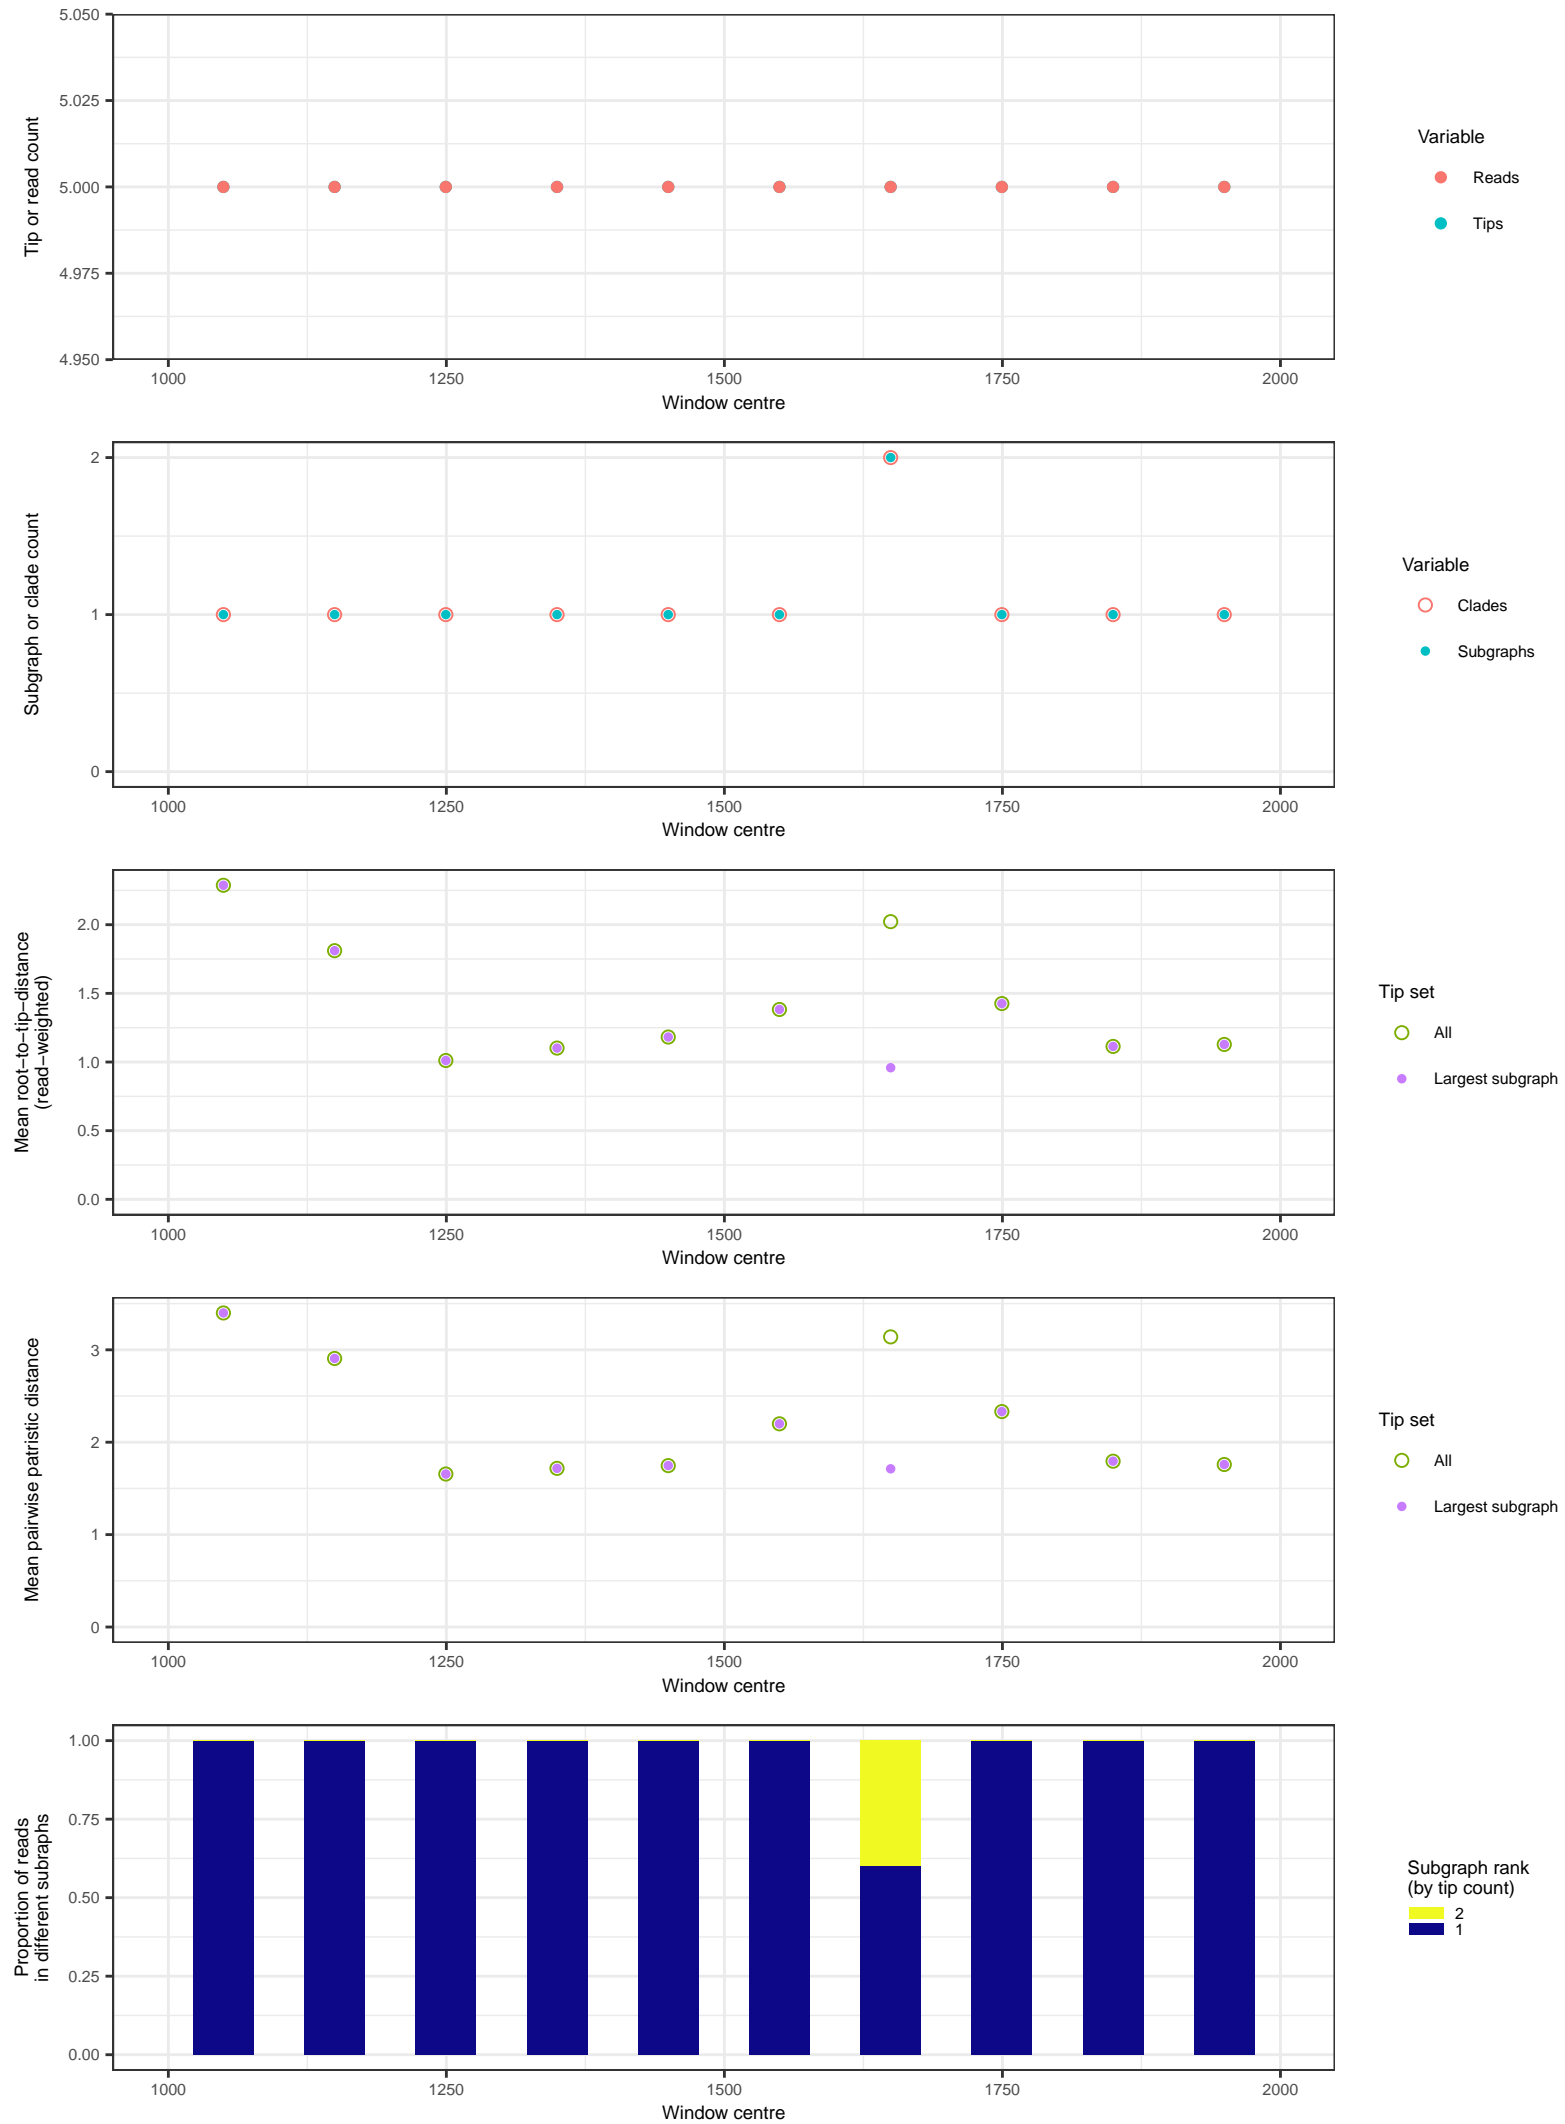 5.050
5.025
5.000
4.975
4.950
Tip or read count
1000 1250 1500 1750 2000
Window centre
Variable
Reads
Tips
2
1
0
Subgraph or clade count
1000 1250 1500 1750 2000
Window centre
Variable
Clades
Subgraphs
2.0
1.5
1.0
0.5
0.0
Mean root−to−tip−distance
(read−weighted)
1000 1250 1500 1750 2000
Window centre
Tip set
All
Largest subgraph
3
2
1
0
Mean pairwise patristic distance
1000 1250 1500 1750 2000
Window centre
Tip set
All
Largest subgraph
1.00
0.75
0.50
0.25
0.00
Proportion of reads
in different subraphs
1000 1250 1500 1750 2000
Window centre
Subgraph rank
(by tip count)
2
1